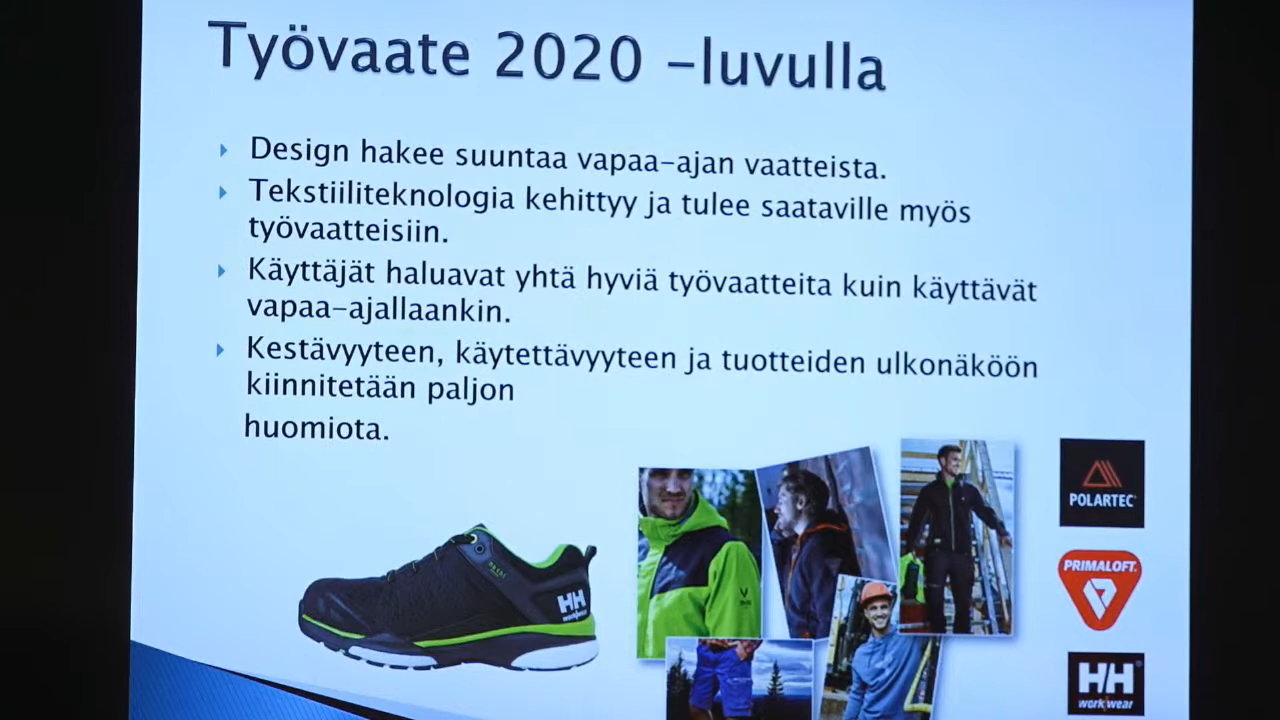 Työvaate 2020 -luvulla
Design hakee suuntaa vapaa-ajan vaatteista.
Tekstiiliteknologia kehittyy ja tulee saataville myös
työvaatteisiin.
Käyttäjät haluavat yhtä hyviä työvaatteita kuin käyttävät
vapaa-ajallaankin.
Kestävyyteen, käytettävyyteen ja tuotteiden ulkonäköön
kiinnitetään paljon
huomiota.
HH
workwear
POLARTEC®
PRIMALOFT.
HH®
workwear